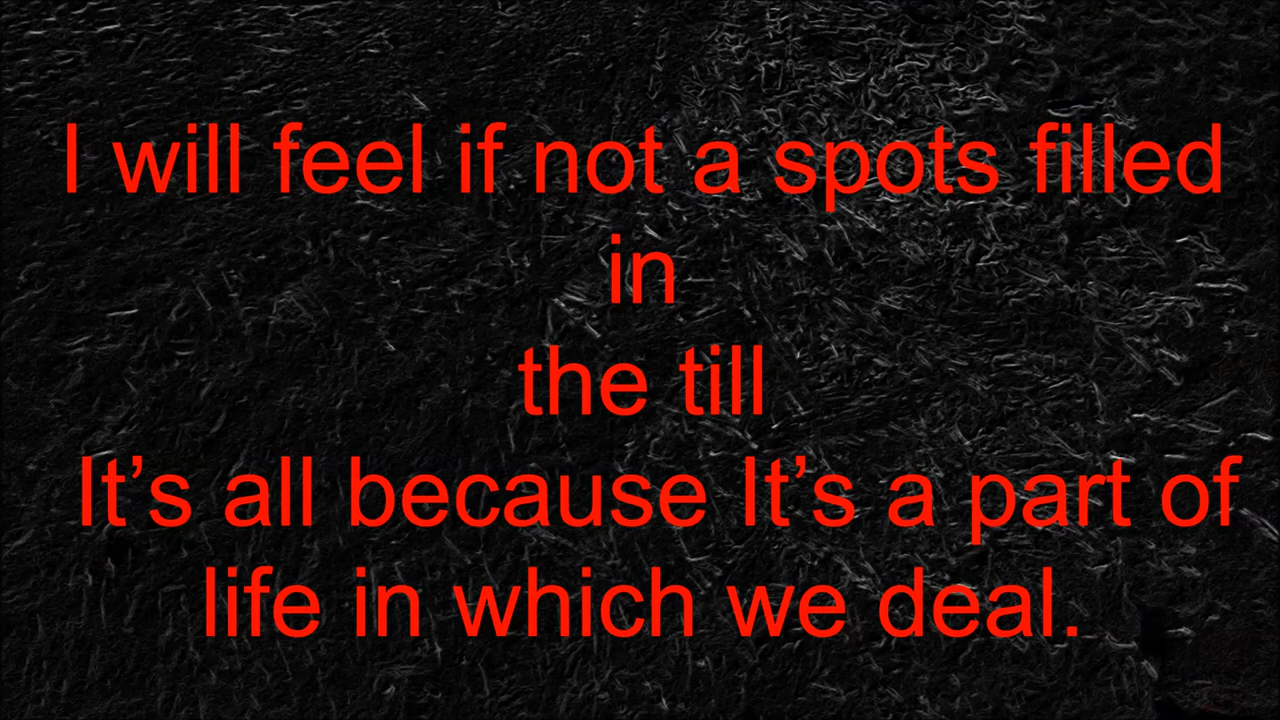 I will feel if not a spots filled
in
the till
It’s all because It’s a part of
life in which we deal.